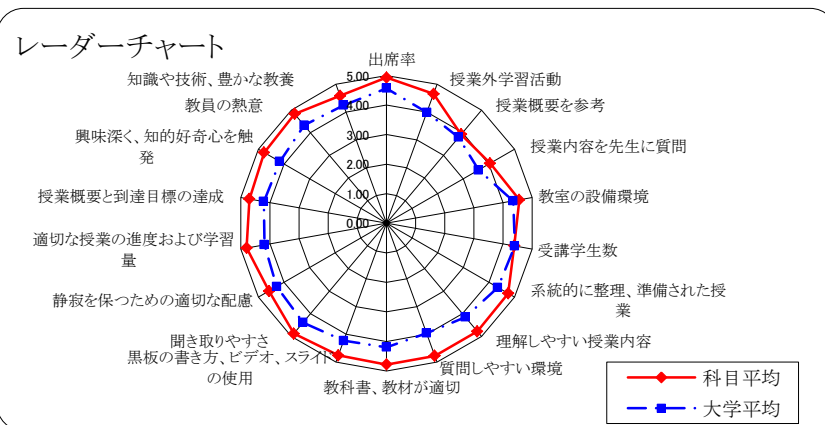 レーダーチャート
出席率
授業外学習活動
授業概要を参考
授業内容を先生に質問
教室の設備環境
受講学生数
系統的に整理、準備された授
業
理解しやすい授業内容
質問しやすい環境
教科書、教材が適切
黒板の書き方、ビデオ、スライド
の使用
聞き取りやすさ
静寂を保つための適切な配慮
適切な授業の進度および学習
量
授業概要と到達目標の達成
興味深く、知的好奇心を触
発
教員の熱意
知識や技術、豊かな教養
5.00
4.00
3.00
2.00
1.00
0.00
科目平均
大学平均